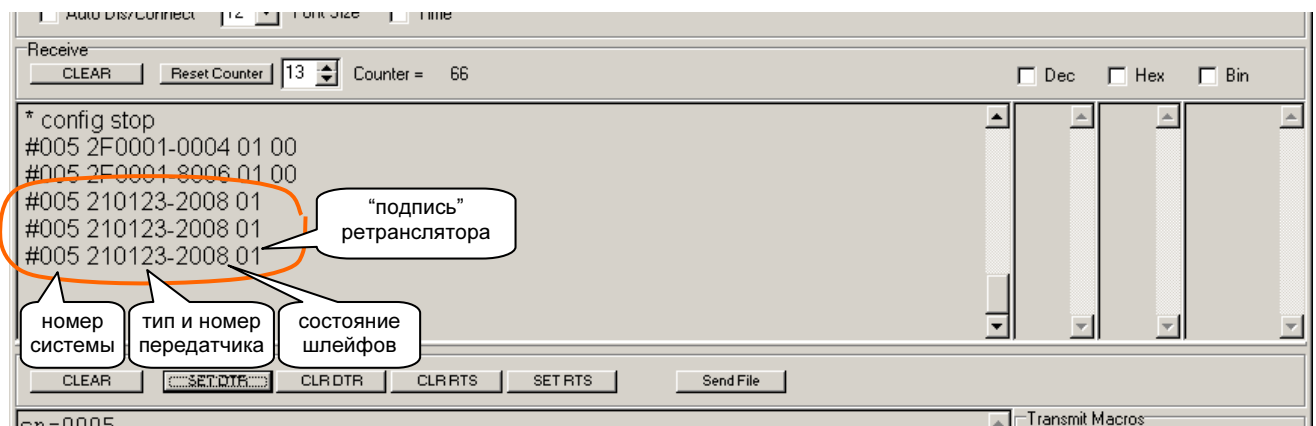 Auto Dis/Connect 12 Font Size Time
Receive
CLEAR Reset Counter 13 Counter = 66 Dec Hex Bin
* config stop
#005 2F0001-0004 01 00
#005 2F0001-8006 01 00
#005 210123-2008 01
#005 210123-2008 01
#005 210123-2008 01
“подпись”
ретранслятора
номер
системы
тип и номер
передатчика
состояние
шлейфов
CLEAR SET DTR CLR DTR CLR RTS SET RTS Send File
sn=0005
Transmit Macros